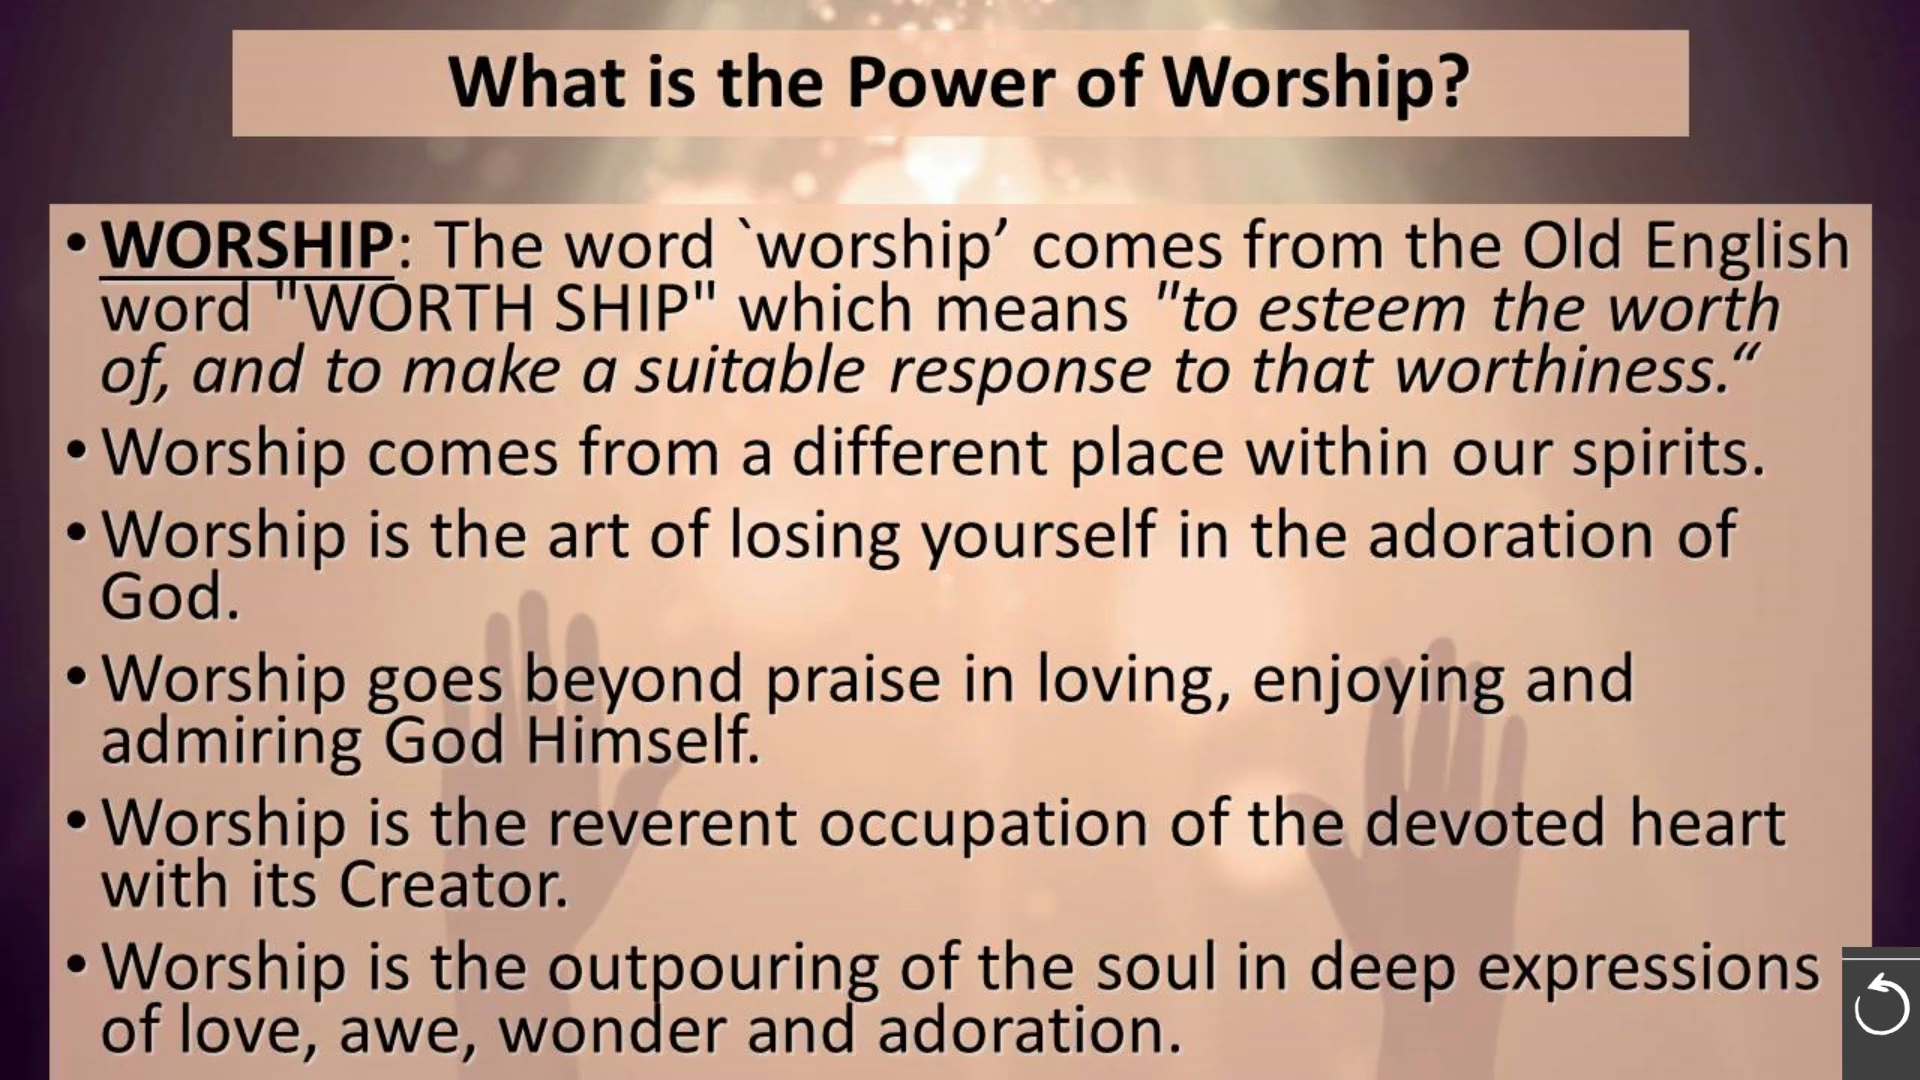 What is the Power of Worship?
• WORSHIP: The word `worship’ comes from the Old English
word "WORTH SHIP" which means "to esteem the worth
of, and to make a suitable response to that worthiness.“
• Worship comes from a different place within our spirits.
• Worship is the art of losing yourself in the adoration of
God.
• Worship goes beyond praise in loving, enjoying and
admiring God Himself.
• Worship is the reverent occupation of the devoted heart
with its Creator.
• Worship is the outpouring of the soul in deep expressions
of love, awe, wonder and adoration.